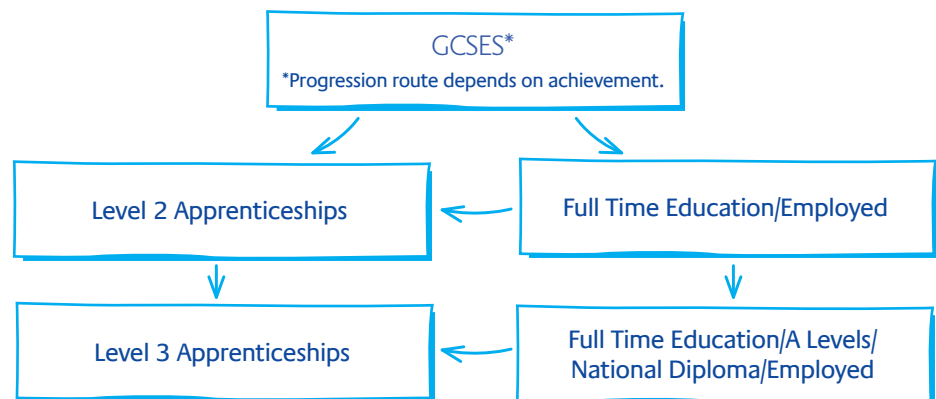 GCSES*
*Progression route depends on achievement.
Level 2 Apprenticeships
Full Time Education/Employed
Level 3 Apprenticeships
Full Time Education/A Levels/
National Diploma/Employed